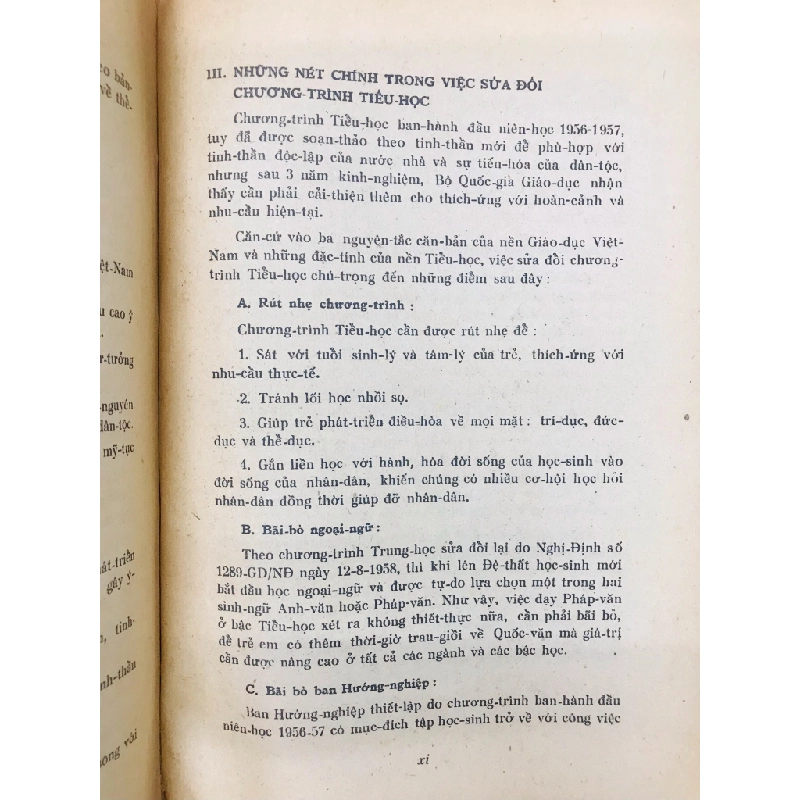 III. NHỮNG NÉT CHÍNH TRONG VIỆC SỬA ĐỔI
CHƯƠNG-TRÌNH TIỂU-HỌC
Chương-trình Tiểu-học ban-hành đầu niên-học 1956-1957,
tuy đã được soạn-thảo theo tinh-thần mới để phù-hợp với
tinh-thần độc-lập của nước nhà và sự tiến-hóa của dân-tộc,
nhưng sau 3 năm kinh-nghiệm, Bộ Quốc-gia Giáo-dục nhận
thấy cần phải cải-thiện thêm cho thích-ứng với hoàn-cảnh và
nhu-cầu hiện-tại.
Căn-cứ vào ba nguyên-tắc căn-bản của nền Giáo-dục Việt-
Nam và những đặc-tính của nền Tiểu-học, việc sửa đổi chương-
trình Tiểu-học chú-trọng đến những điểm sau đây :
A. Rút nhẹ chương-trình :
Chương-trình Tiểu-học cần được rút nhẹ để :
1. Sát với tuổi sinh-lý và tâm-lý của trẻ, thích-ứng với
nhu-cầu thực-tế.
2. Tránh lối học nhồi sọ.
3. Giúp trẻ phát-triển điều-hòa về mọi mặt : trí-dục, đức-
dục và thể-dục.
4. Gắn liền học với hành, hòa đời sống của học-sinh vào
đời sống của nhân-dân, khiến chúng có nhiều cơ-hội học hỏi
nhân-dân đồng thời giúp đỡ nhân-dân.
B. Bãi-bỏ ngoại-ngữ :
Theo chương-trình Trung-học sửa đổi lại do Nghị-Định số
1289-GD/NĐ ngày 12-8-1958, thì khi lên Đệ-thất học-sinh mới
bắt đầu học ngoại-ngữ và được tự-do lựa chọn một trong hai
sinh-ngữ Anh-văn hoặc Pháp-văn. Như vậy, việc dạy Pháp-văn
ở bậc Tiểu-học xét ra không thiết-thực nữa, cần phải bãi bỏ,
để trẻ em có thêm thời-giờ trau-giồi về Quốc-văn mà giá-trị
cần được nâng cao ở tất cả các ngành và các bậc học.
C. Bãi bỏ ban Hướng-nghiệp :
Ban Hướng-nghiệp thiết-lập do chương-trình ban-hành đầu
niên-học 1956-57 có mục-đích tập học-sinh trở về với công việc
xi